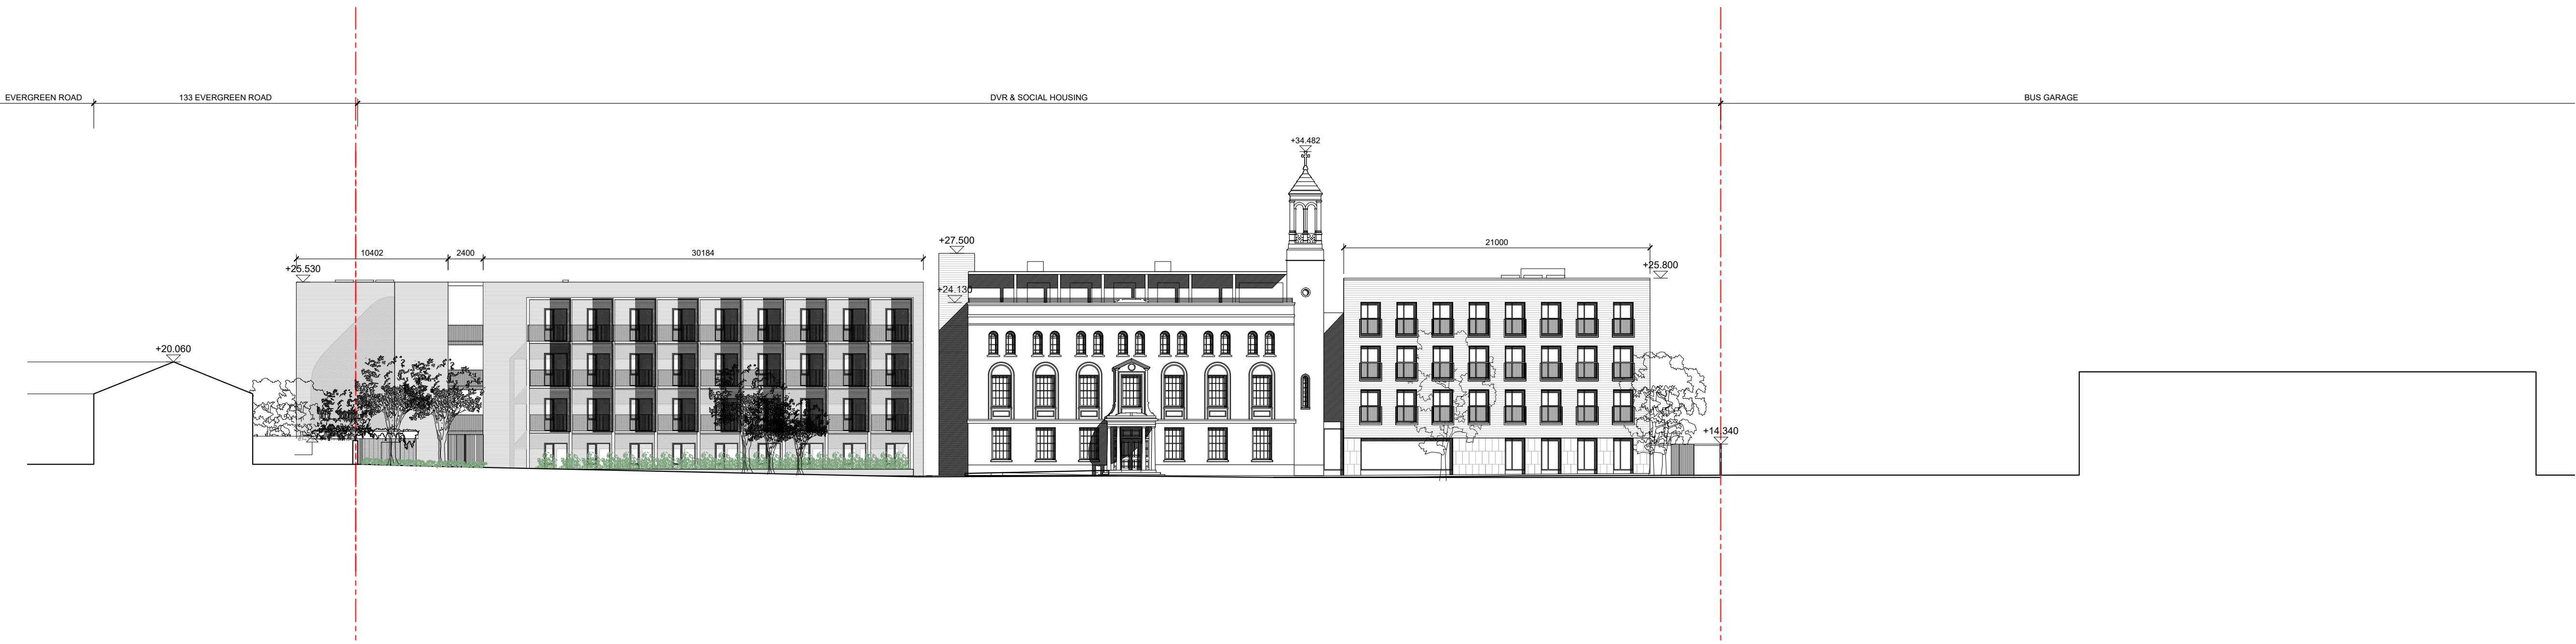 EVERGREEN ROAD
133 EVERGREEN ROAD
DVR & SOCIAL HOUSING
BUS GARAGE
+34.482
10402
2400
30184
+27.500
21000
+25.530
+25.800
+24.130
+20.060
+14.340